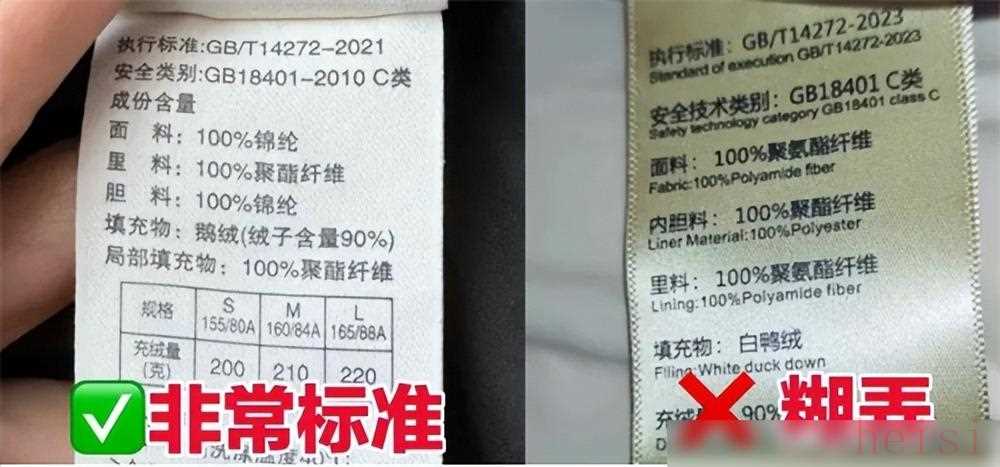 执行标准:GB/T14272-2021
安全类别:GB18401-2010 C类
成份含量
面 料: 100%锦纶
里 料: 100%聚酯纤维
胆 料: 100%锦纶
填充物: 鹅绒(绒子含量90%)
局部填充物: 100%聚酯纤维
规格 S 155/80A M 160/84A L 165/88A
充绒量(克) 200 210 220
非常标准
执行标准: GB/T14272-2023
Standard of execution GB/T14272-2023
安全技术类别: GB18401 C类
Safety technology category GB18401 class C
面料: 100%聚氨酯纤维
Fabric:100%Polyamide fiber
内胆料: 100%聚酯纤维
Liner Material:100%Polyester
里料: 100%聚氨酯纤维
Lining:100%Polyamide fiber
填充物: 白鸭绒
Filling:White duck down
充绒 90%
糊弄
heisi